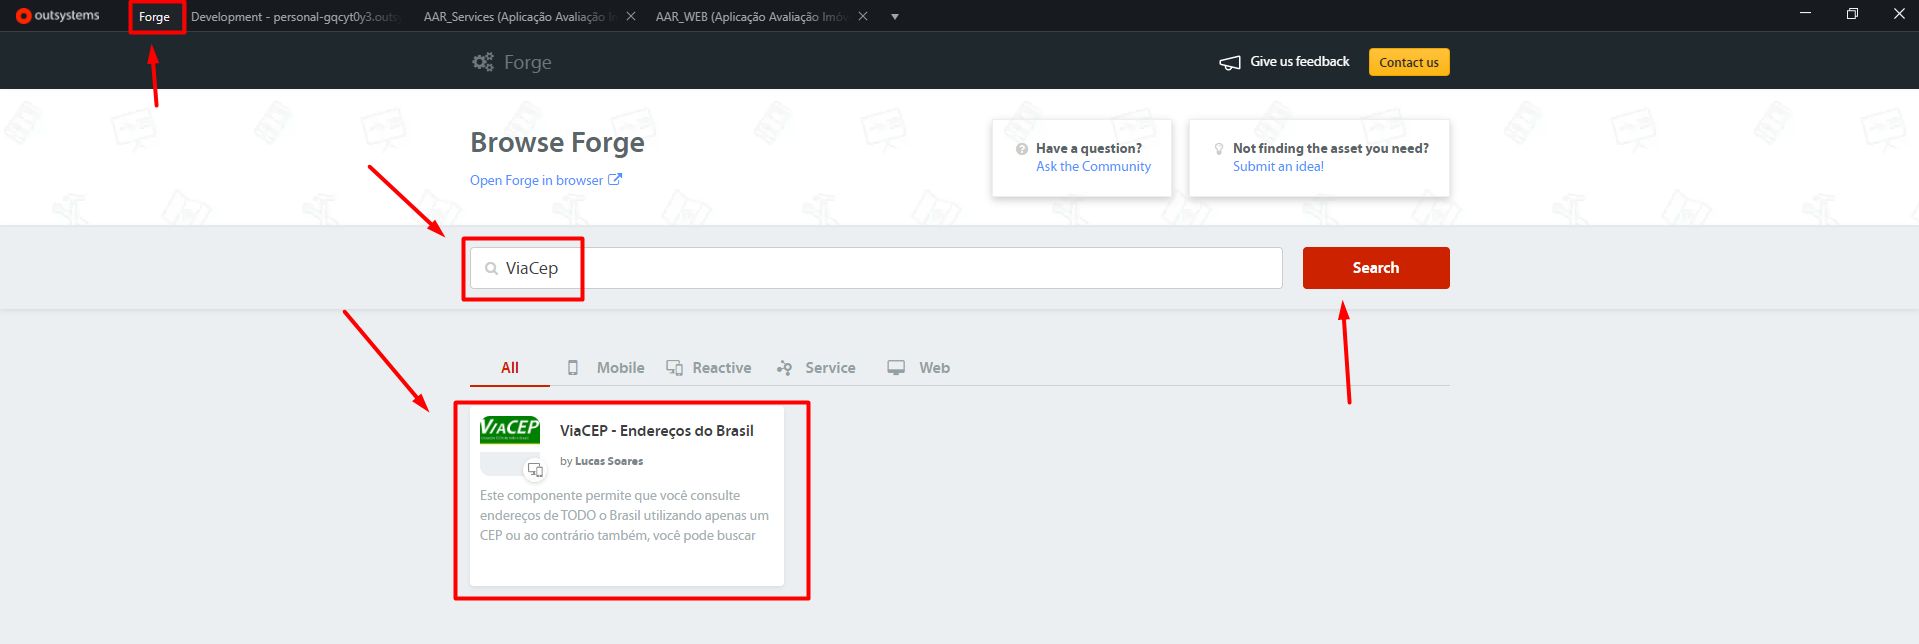 outsystems
Forge
Development - personal-gqcyt0y3.outs
AAR_Services (Aplicação Avaliação
AAR_WEB (Aplicação Avaliação
Forge
Give us feedback
Contact us
Browse Forge
Open Forge in browser
Have a question?
Ask the Community
Not finding the asset you need?
Submit an idea!
ViaCep
Search
All
Mobile
Reactive
Service
Web
VIACEP
ViaCEP - Endereços do Brasil
by Lucas Soares
Este componente permite que você consulte
endereços de TODO o Brasil utilizando apenas um
CEP ou ao contrário também, você pode buscar